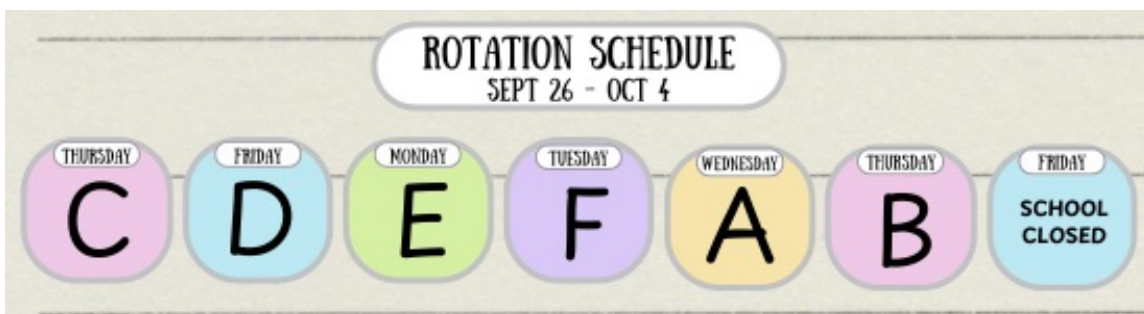 ROTATION SCHEDULE
SEPT 26 - OCT 4
THURSDAY
C
FRIDAY
D
MONDAY
E
TUESDAY
F
WEDNESDAY
A
THURSDAY
B
FRIDAY
SCHOOL
CLOSED